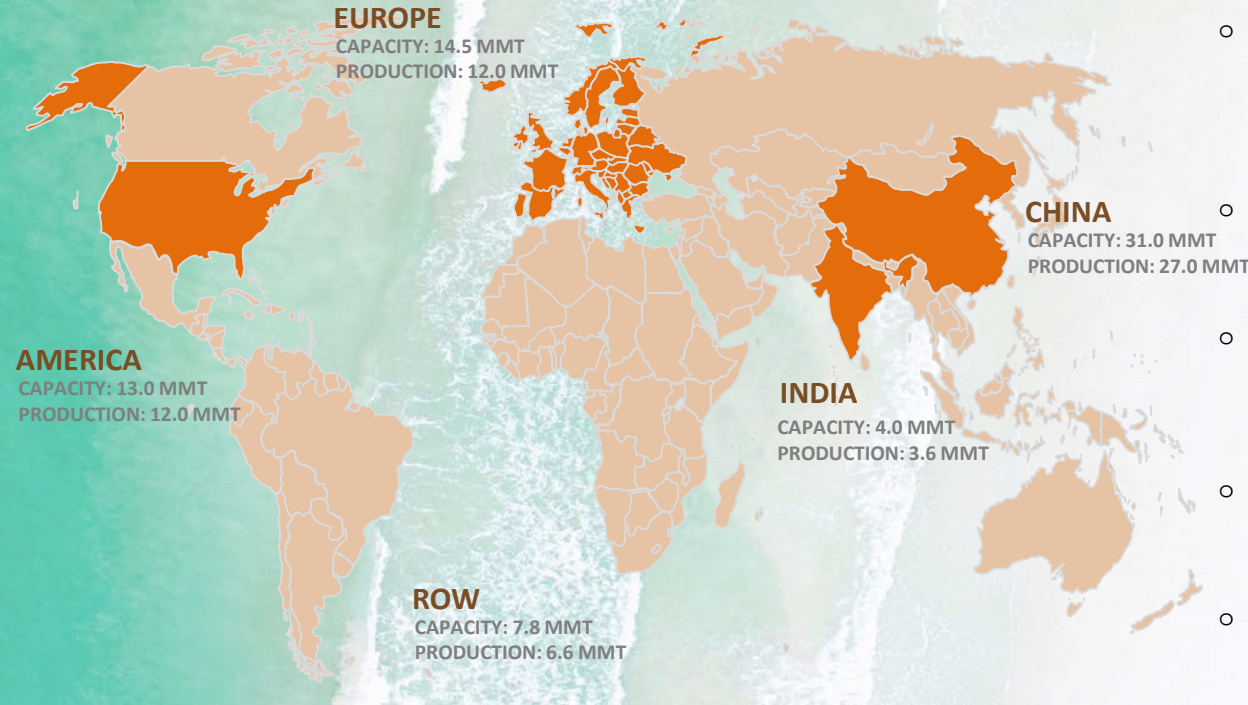 EUROPE
CAPACITY: 14.5 MMT
PRODUCTION: 12.0 MMT
CHINA
CAPACITY: 31.0 MMT
PRODUCTION: 27.0 MMT
AMERICA
CAPACITY: 13.0 MMT
PRODUCTION: 12.0 MMT
INDIA
CAPACITY: 4.0 MMT
PRODUCTION: 3.6 MMT
ROW
CAPACITY: 7.8 MMT
PRODUCTION: 6.6 MMT